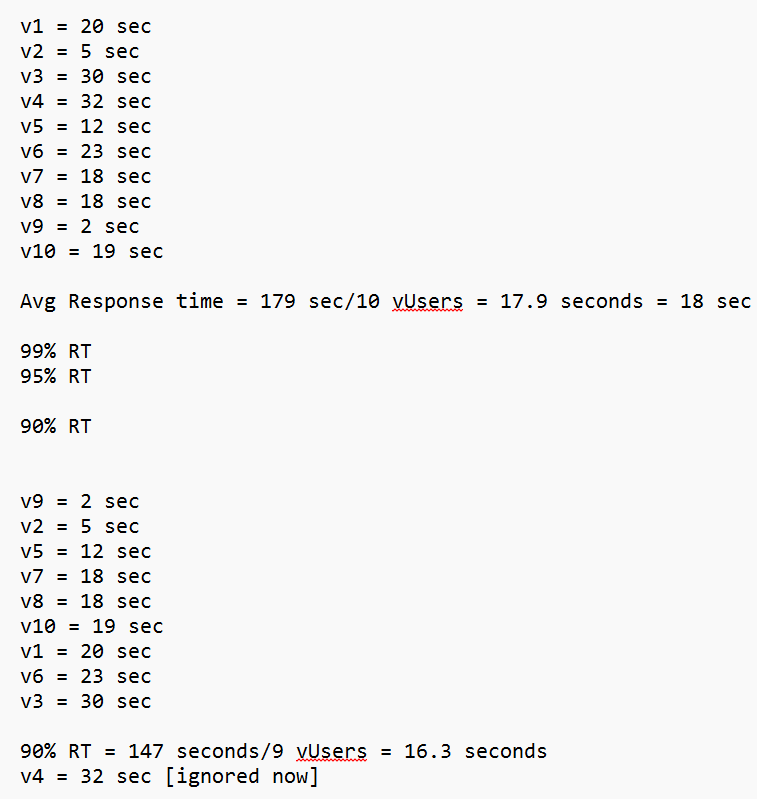 v1 = 20 sec
v2 = 5 sec
v3 = 30 sec
v4 = 32 sec
v5 = 12 sec
v6 = 23 sec
v7 = 18 sec
v8 = 18 sec
v9 = 2 sec
v10 = 19 sec
Avg Response time = 179 sec/10 vUsers = 17.9 seconds = 18 sec
99% RT
95% RT
90% RT
v9 = 2 sec
v2 = 5 sec
v5 = 12 sec
v7 = 18 sec
v8 = 18 sec
v10 = 19 sec
v1 = 20 sec
v6 = 23 sec
v3 = 30 sec
90% RT = 147 seconds/9 vUsers = 16.3 seconds
v4 = 32 sec [ignored now]